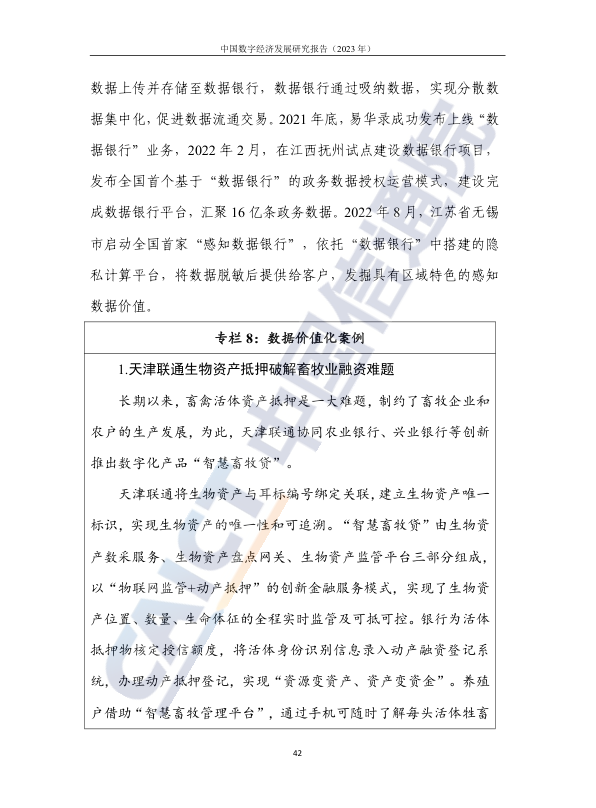 中国数字经济发展研究报告（2023 年）
数据上传并存储至数据银行，数据银行通过吸纳数据，实现分散数
据集中化，促进数据流通交易。2021 年底，易华录成功发布上线“数
据银行”业务，2022 年 2 月，在江西抚州试点建设数据银行项目，
发布全国首个基于“数据银行”的政务数据授权运营模式，建设完
成数据银行平台，汇聚 16 亿条政务数据。2022 年 8 月，江苏省无锡
市启动全国首家“感知数据银行”，依托“数据银行”中搭建的隐
私计算平台，将数据脱敏后提供给客户，发掘具有区域特色的感知
数据价值。
专栏 8：数据价值化案例
1.天津联通生物资产抵押破解畜牧业融资难题
长期以来，畜禽活体资产抵押是一大难题，制约了畜牧企业和
农户的生产发展，为此，天津联通协同农业银行、兴业银行等创新
推出数字化产品“智慧畜牧贷”。
天津联通将生物资产与耳标编号绑定关联，建立生物资产唯一
标识，实现生物资产的唯一性和可追溯。“智慧畜牧贷”由生物资
产数采服务、生物资产盘点网关、生物资产监管平台三部分组成，
以“物联网监管+动产抵押”的创新金融服务模式，实现了生物资
产位置、数量、生命体征的全程实时监管及可抵可控。银行为活体
抵押物核定授信额度，将活体身份识别信息录入动产融资登记系
统，办理动产抵押登记，实现“资源变资产、资产变资金”。养殖
户借助“智慧畜牧管理平台”，通过手机可随时了解每头活体牲畜
42
CAICT 中国信通院